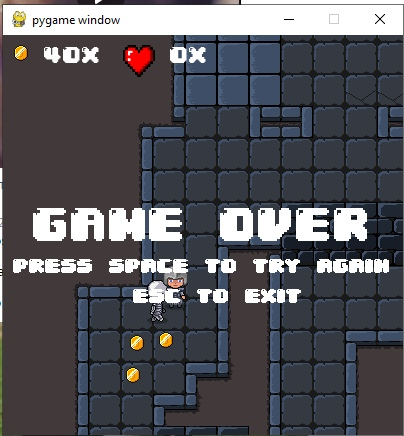 pygame window
40X 0X
GAME OVER
PRESS SPACE TO TRY AGAIN
ESC TO EXIT